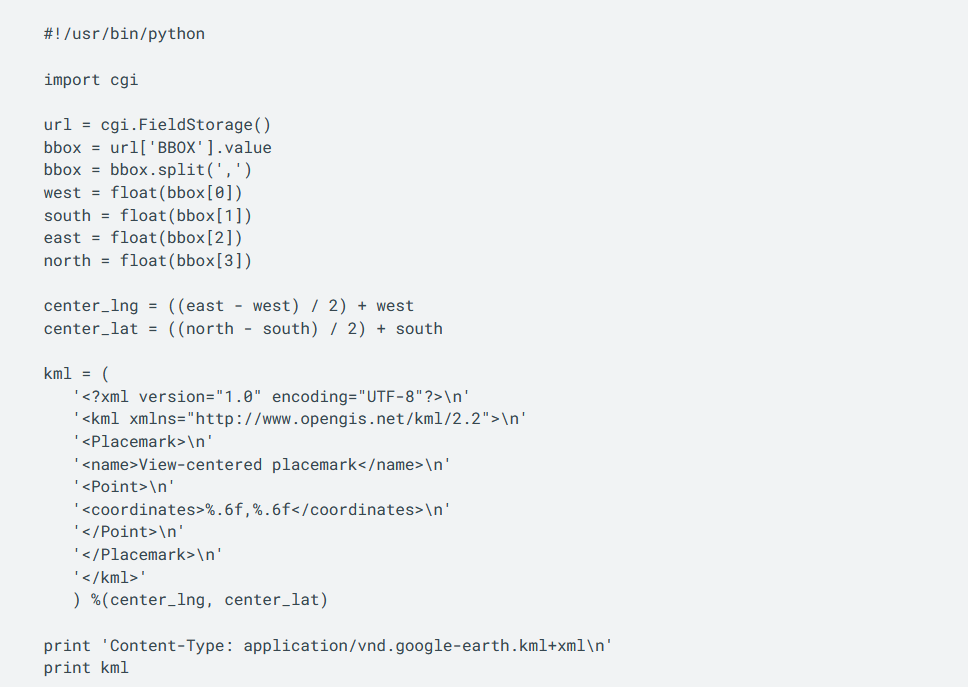 #!/usr/bin/python

import cgi

url = cgi.FieldStorage()
bbox = url['BBOX'].value
bbox = bbox.split(',')
west = float(bbox[0])
south = float(bbox[1])
east = float(bbox[2])
north = float(bbox[3])

center_lng = ((east - west) / 2) + west
center_lat = ((north - south) / 2) + south

kml = (
   '<?xml version="1.0" encoding="UTF-8"?>\n'
   '<kml xmlns="http://www.opengis.net/kml/2.2">\n'
   '<Placemark>\n'
   '<name>View-centered placemark</name>\n'
   '<Point>\n'
   '<coordinates>%.6f,%.6f</coordinates>\n'
   '</Point>\n'
   '</Placemark>\n'
   '</kml>'
   ) %(center_lng, center_lat)

print 'Content-Type: application/vnd.google-earth.kml+xml\n'
print kml